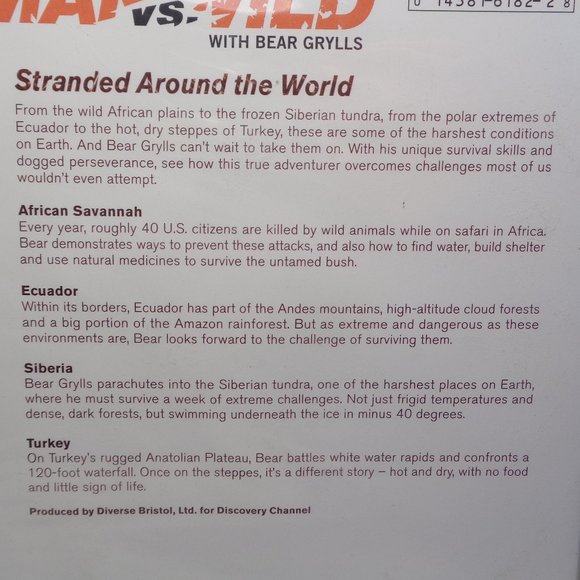 MAN VS. WILD
0 14381-6182-2 8
WITH BEAR GRYLLS
Stranded Around the World
From the wild African plains to the frozen Siberian tundra, from the polar extremes of
Ecuador to the hot, dry steppes of Turkey, these are some of the harshest conditions
on Earth. And Bear Grylls can't wait to take them on. With his unique survival skills and
dogged perseverance, see how this true adventurer overcomes challenges most of us
wouldn't even attempt.
African Savannah
Every year, roughly 40 U.S. citizens are killed by wild animals while on safari in Africa.
Bear demonstrates ways to prevent these attacks, and also how to find water, build shelter
and use natural medicines to survive the untamed bush.
Ecuador
Within its borders, Ecuador has part of the Andes mountains, high-altitude cloud forests
and a big portion of the Amazon rainforest. But as extreme and dangerous as these
environments are, Bear looks forward to the challenge of surviving them.
Siberia
Bear Grylls parachutes into the Siberian tundra, one of the harshest places on Earth,
where he must survive a week of extreme challenges. Not just frigid temperatures and
dense, dark forests, but swimming underneath the ice in minus 40 degrees.
Turkey
On Turkey's rugged Anatolian Plateau, Bear battles white water rapids and confronts a
120-foot waterfall. Once on the steppes, it's a different story – hot and dry, with no food
and little sign of life.
Produced by Diverse Bristol, Ltd. for Discovery Channel